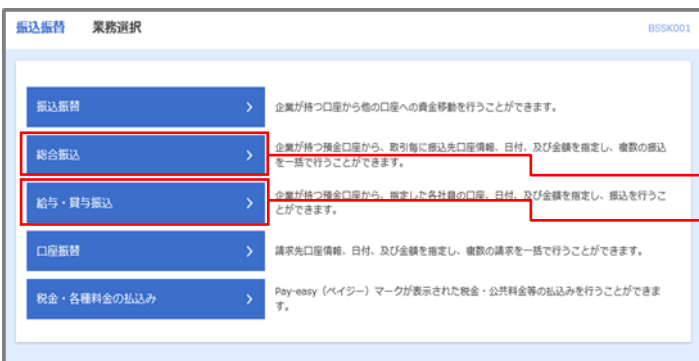 振込振替 業務選択 BSSK001
振込振替 > 企業が持つ口座から他の口座への資金移動を行うことができます。
総合振込 > 企業が持つ預金口座から、取引毎に振込先口座情報、日付、及び金額を指定し、複数の振込
を一括で行うことができます。
給与・賞与振込 > 企業が持つ預金口座から、指定した各社員の口座、日付、及び金額を指定し、振込を行うこ
とができます。
口座振替 > 請求先口座情報、日付、及び金額を指定し、複数の請求を一括で行うことができます。
税金・各種料金の払込み > Pay-easy（ペイジー）マークが表示された税金・公共料金等の払込みを行うことができま
す。